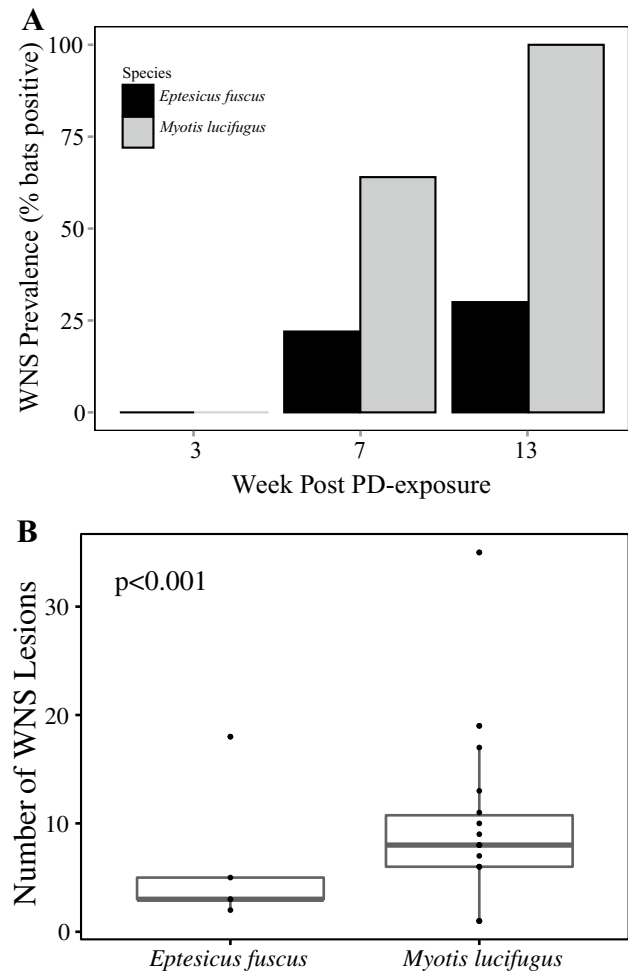 A
WNS Prevalence (% bats positive)
100
75
50
25
0
Species
Eptesicus fuscus
Myotis lucifugus
3
7
13
Week Post PD-exposure
B
Number of WNS Lesions
30
20
10
0
p<0.001
Eptesicus fuscus
Myotis lucifugus